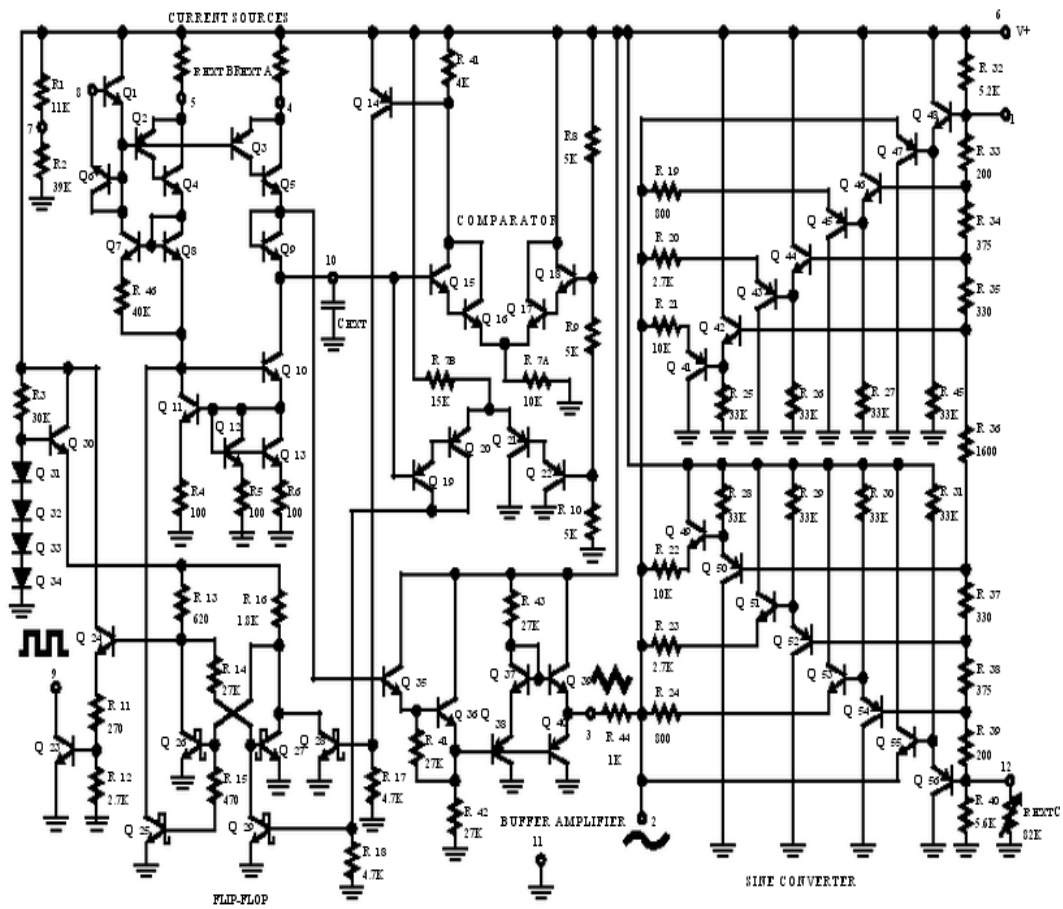 CURRENT SOURCES
6
V+
R1
11K
7
R2
39K
8
Q1
REXTB
REXTA
5
4
Q2
Q3
Q4
Q5
Q6
Q7
Q8
Q9
R 46
40K
10
CEXT
Q 14
R 41
4K
COMPARATOR
Q 15
Q 16
Q 17
Q 18
R8
5K
R9
5K
R 10
5K
R 7B
15K
R 7A
10K
Q 19
Q 20
Q 21
Q 22
R 19
800
R 20
2.7K
R 21
10K
Q 41
Q 42
Q 43
Q 44
Q 45
Q 46
Q 47
Q 48
1
R 32
5.2K
R 33
200
R 34
375
R 35
330
R 25
33K
R 26
33K
R 27
33K
R 45
33K
R 36
1600
R3
30K
Q 30
Q 31
Q 32
Q 33
Q 34
Q 10
Q 11
Q 12
Q 13
R4
100
R5
100
R6
100
R 13
620
R 16
1.8K
R 14
27K
R 15
470
Q 24
9
R 11
270
R 12
2.7K
Q 23
Q 25
Q 26
Q 27
Q 28
Q 29
R 17
4.7K
R 18
4.7K
FLIP-FLOP
Q 35
Q 36
R 41
27K
R 42
27K
R 43
27K
Q 37
Q 38
Q 39
Q 40
3
R 44
1K
BUFFER AMPLIFIER
11
2
R 28
33K
R 29
33K
R 30
33K
R 31
33K
Q 49
R 22
10K
Q 50
Q 51
R 23
2.7K
Q 52
Q 53
R 24
800
Q 54
Q 55
Q 56
R 37
330
R 38
375
R 39
200
12
R 40
5.6K
REXTC
82K
SINE CONVERTER